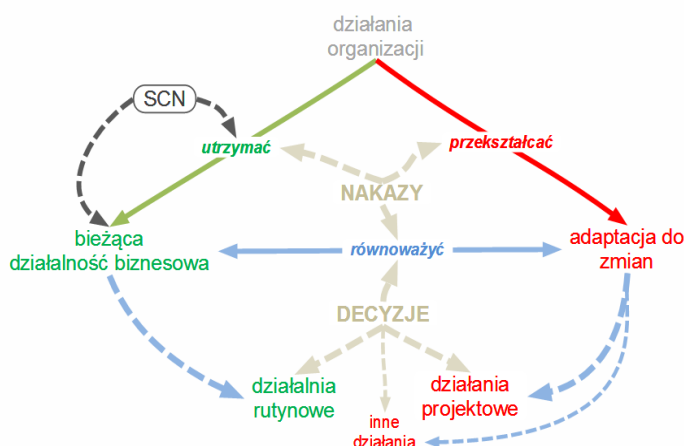 działania
organizacji
SCN
utrzymać
przekształcać
NAKAZY
bieżąca
działalność biznesowa
równoważyć
adaptacja do
zmian
DECYZJE
działalnia
rutynowe
działania
projektowe
inne
działania